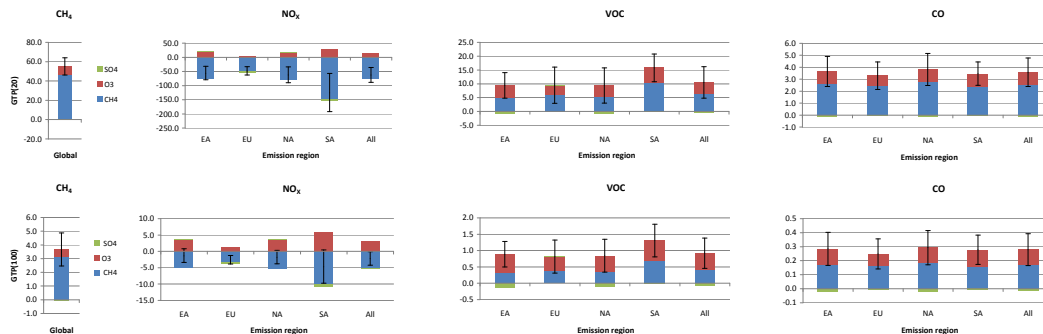 CH4
NOX
VOC
CO
GTP(20)
80.0
60.0
40.0
20.0
0.0
-20.0
Global
SO4
O3
CH4
50.0
0.0
-50.0
-100.0
-150.0
-200.0
-250.0
EA EU NA SA All
Emission region
25.0
20.0
15.0
10.0
5.0
0.0
-5.0
EA EU NA SA All
Emission region
6.0
5.0
4.0
3.0
2.0
1.0
0.0
-1.0
EA EU NA SA All
Emission region
CH4
NOX
VOC
CO
GTP(100)
6.0
5.0
4.0
3.0
2.0
1.0
0.0
-1.0
Global
SO4
O3
CH4
10.0
5.0
0.0
-5.0
-10.0
-15.0
EA EU NA SA All
Emission region
2.0
1.5
1.0
0.5
0.0
-0.5
EA EU NA SA All
Emission region
0.5
0.4
0.3
0.2
0.1
0.0
-0.1
EA EU NA SA All
Emission region